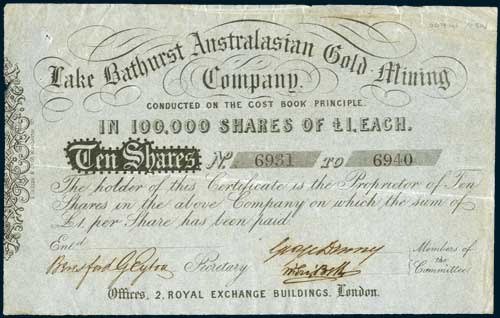 Lake Bathurst Australasian Gold Mining
Company.
CONDUCTED ON THE COST BOOK PRINCIPLE.
IN 100,000 SHARES OF £1, EACH.
Ten Shares No. 6931 TO 6940
The holder of this Certificate is the Proprietor of Ten
Shares in the above Company on which the sum of
£1 per Share has been paid.
Entd.
Secretary
Members of
the
Committee
Offices, 2, ROYAL EXCHANGE BUILDINGS, London.